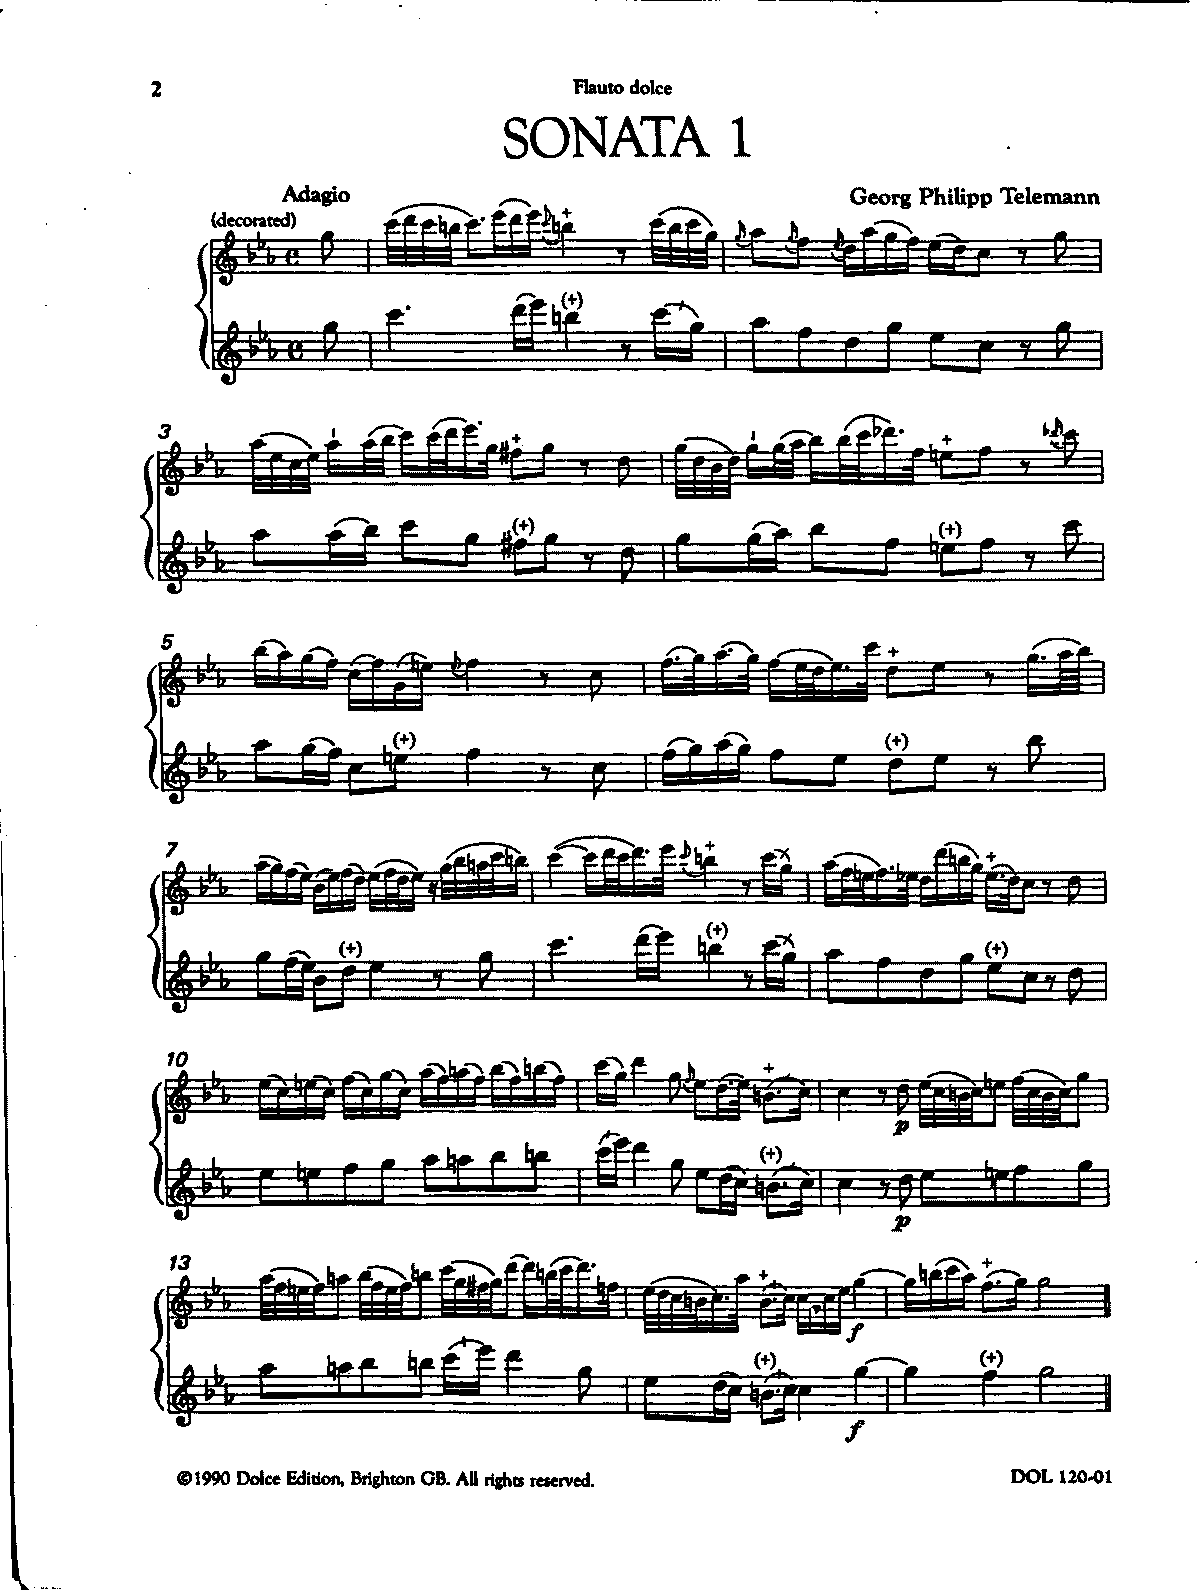 2
Flauto dolce
SONATA 1
Adagio
Georg Philipp Telemann
(decorated)
3
5
7
10
p
p
13
f
f
©1990 Dolce Edition, Brighton GB. All rights reserved.
DOL 120-01